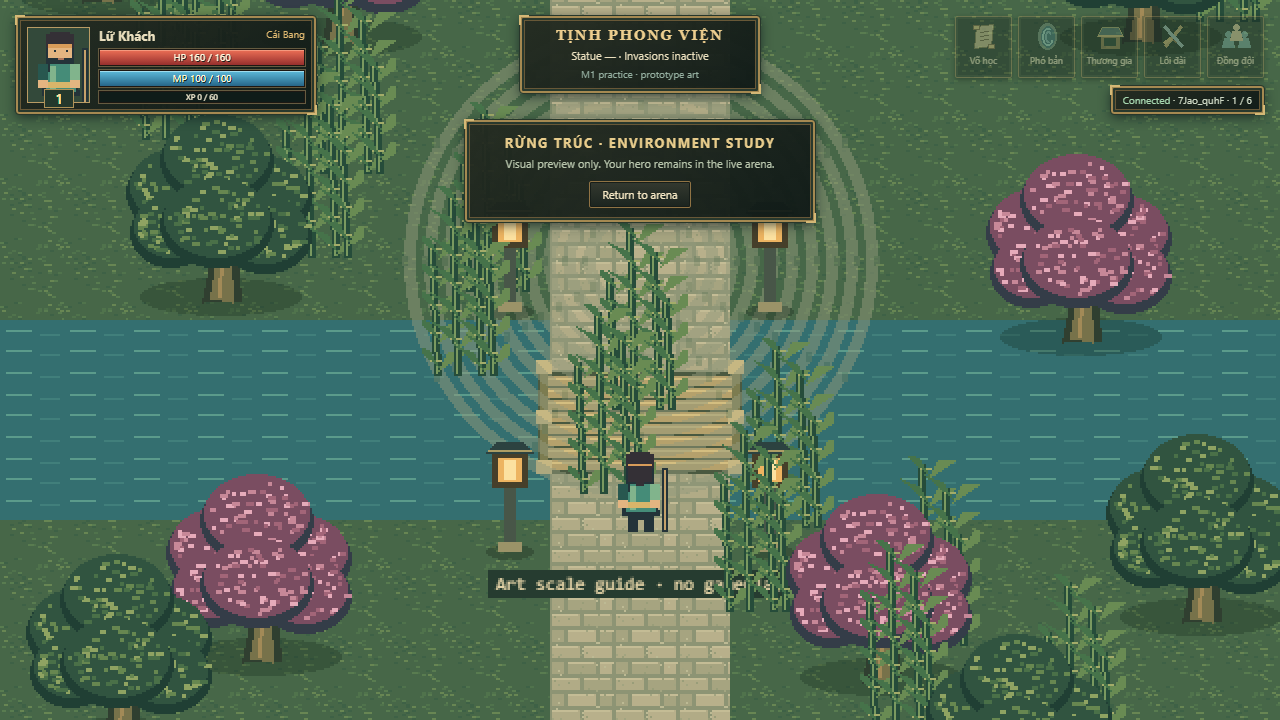 Lữ Khách
Cái Bang
HP 160 / 160
MP 100 / 100
XP 0 / 60
1
TỊNH PHONG VIỆN
Statue — · Invasions inactive
M1 practice · prototype art
Võ học
Phó bản
Thương gia
Lôi đài
Đồng đội
Connected · 7Jao_quhF · 1 / 6
RỪNG TRÚC · ENVIRONMENT STUDY
Visual preview only. Your hero remains in the live arena.
Return to arena
Art scale guide · no